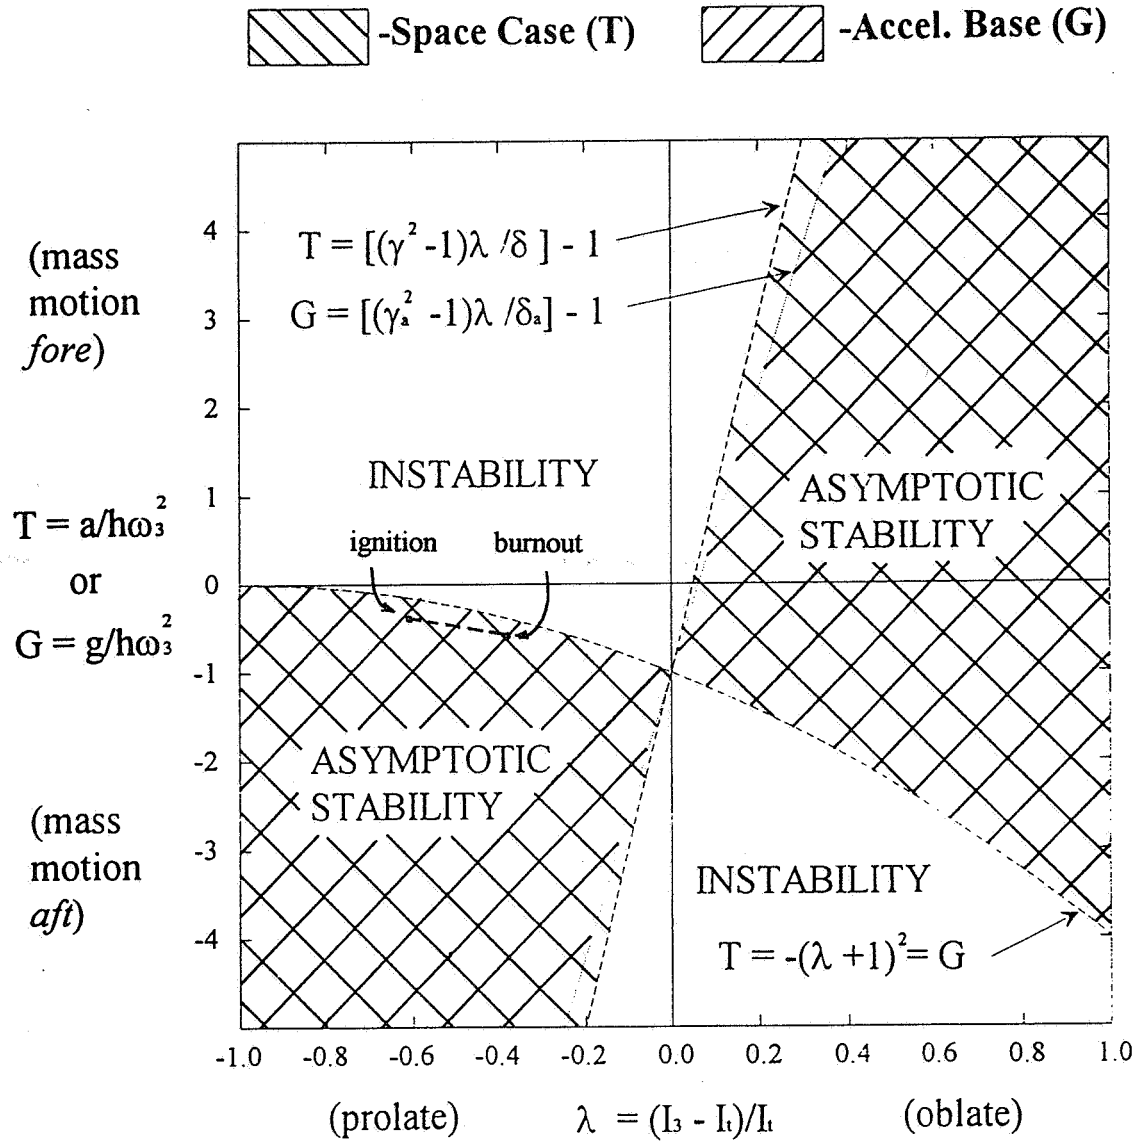 -Space Case (T)
-Accel. Base (G)
(mass
motion
fore)
T = a/hω₃²
or
G = g/hω₃²
(mass
motion
aft)
4
3
2
1
0
-1
-2
-3
-4
T = [(γ² -1)λ /δ ] - 1
G = [(γₐ² -1)λ /δₐ] - 1
INSTABILITY
ignition
burnout
ASYMPTOTIC
STABILITY
ASYMPTOTIC
STABILITY
INSTABILITY
T = -(λ +1)² = G
-1.0 -0.8 -0.6 -0.4 -0.2 0.0 0.2 0.4 0.6 0.8 1.0
(prolate) λ = (I₃ - Iₜ)/Iₜ (oblate)